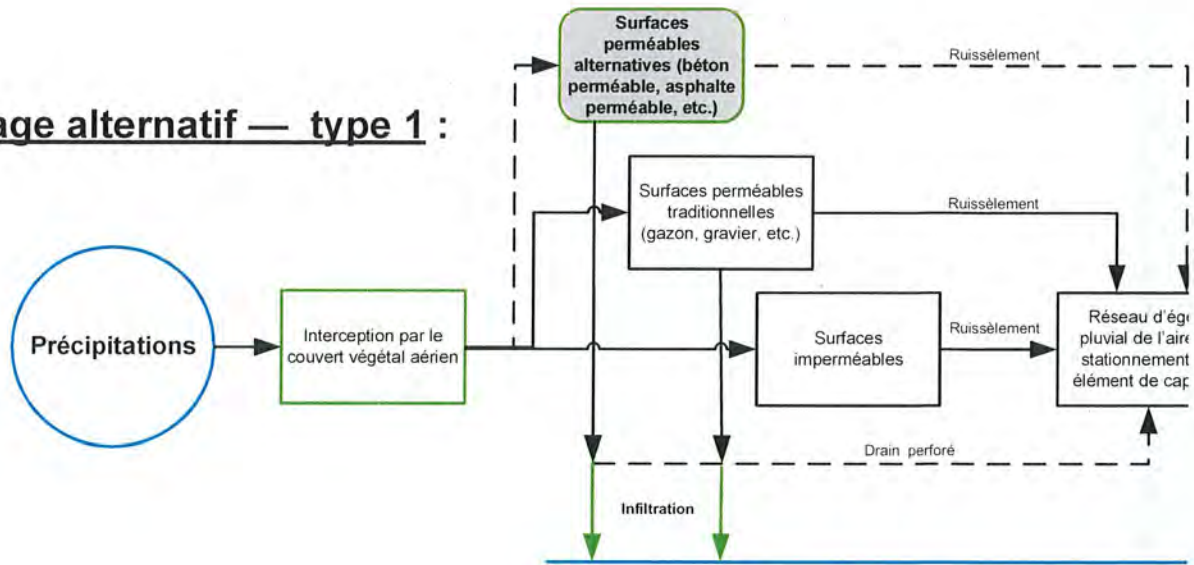 Surfaces
perméables
alternatives (béton
perméable, asphalte
perméable, etc.)
Ruissèlement
age alternatif — type 1 :
Surfaces perméables
traditionnelles
(gazon, gravier, etc.)
Ruissèlement
Précipitations
Interception par le
couvert végétal aérien
Surfaces
imperméables
Ruissèlement
Réseau d'ég
pluvial de l'aire
stationnement
élément de cap
Drain perforé
Infiltration